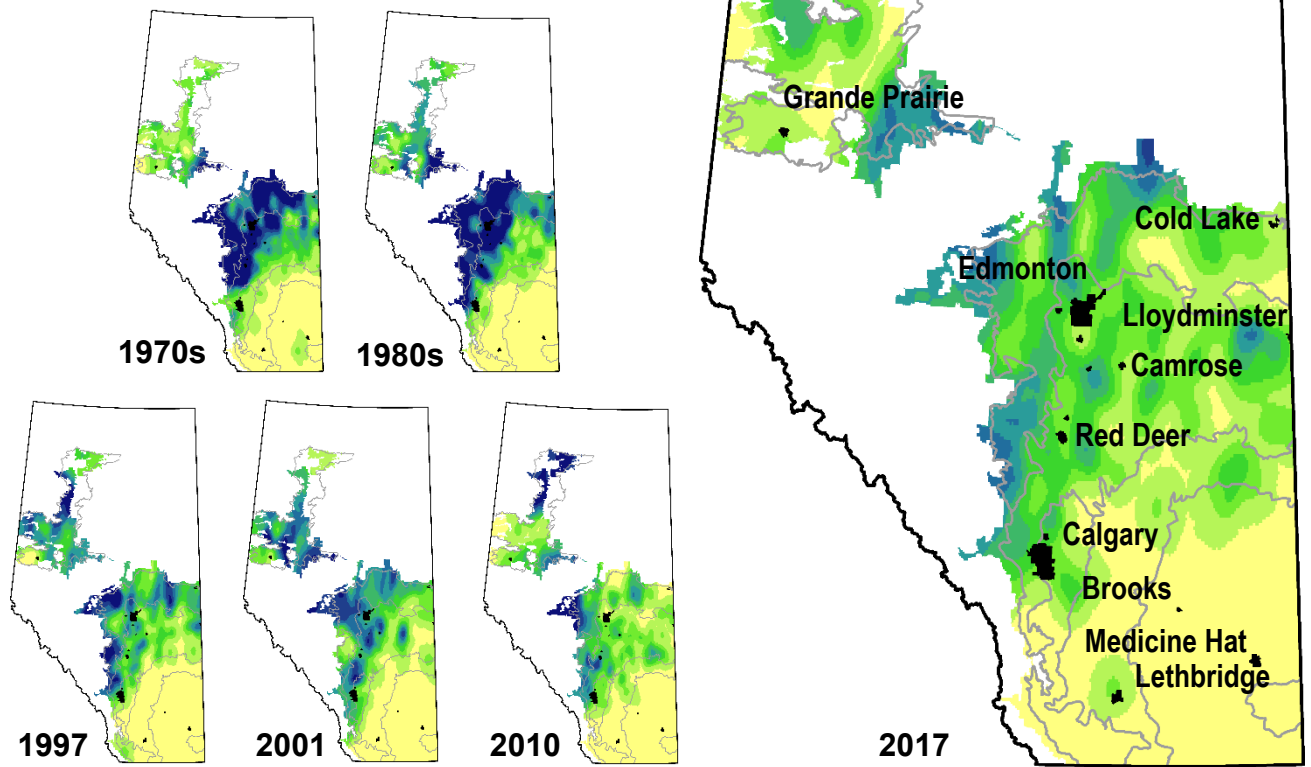 1970s
1980s
1997
2001
2010
Grande Prairie
Cold Lake
Edmonton
Lloydminster
Camrose
Red Deer
Calgary
Brooks
Medicine Hat
Lethbridge
2017